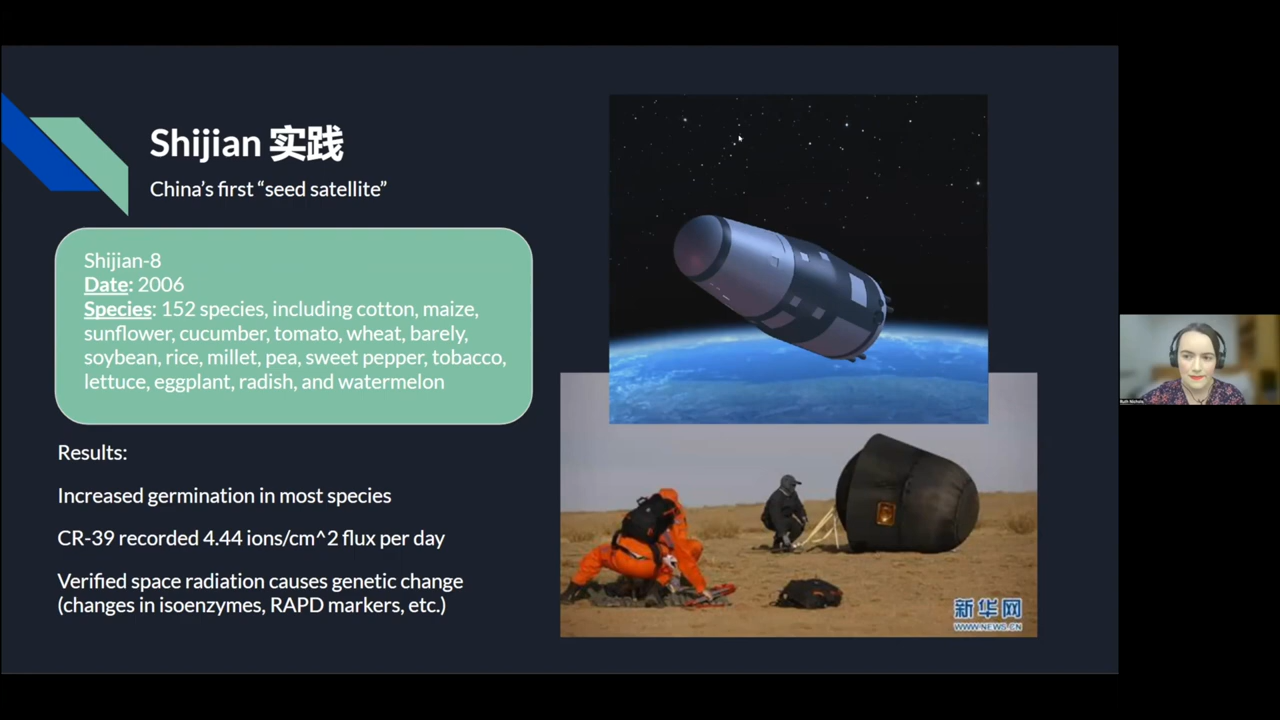 Shijian 实践
China's first “seed satellite”
Shijian-8
Date: 2006
Species: 152 species, including cotton, maize,
sunflower, cucumber, tomato, wheat, barely,
soybean, rice, millet, pea, sweet pepper, tobacco,
lettuce, eggplant, radish, and watermelon
Results:
Increased germination in most species
CR-39 recorded 4.44 ions/cm^2 flux per day
Verified space radiation causes genetic change
(changes in isoenzymes, RAPD markers, etc.)
新华网
WWW.NEWS.CN